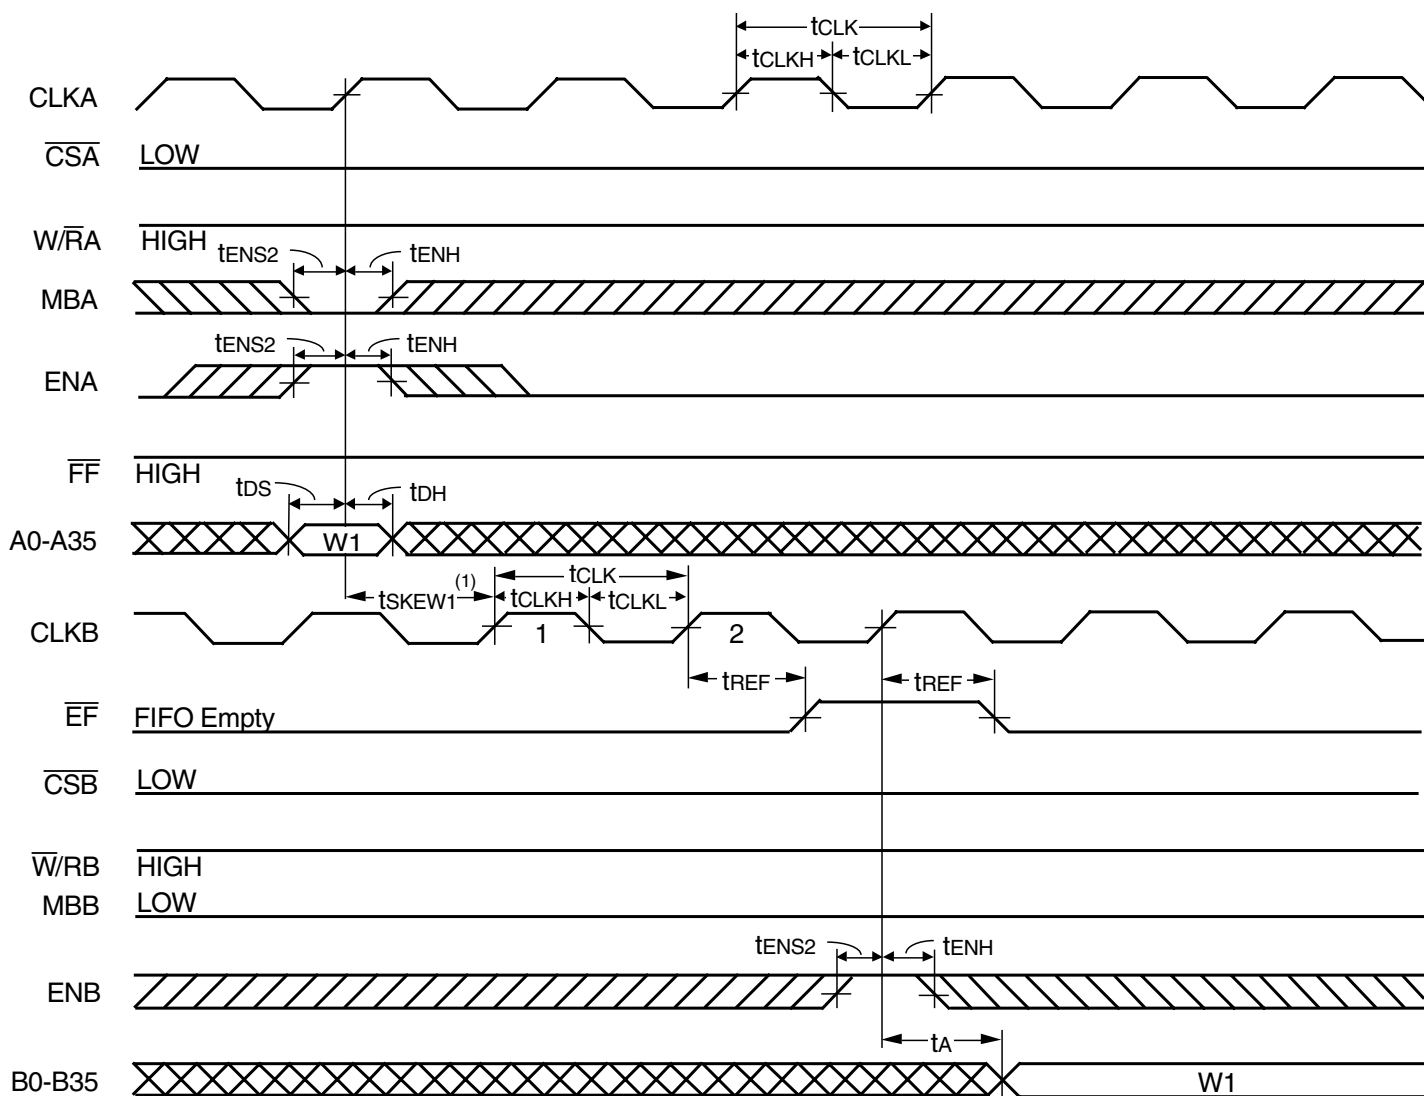 tCLK
tCLKH tCLKL
CLKA
CSA LOW
W/RA HIGH
tENS2 tENH
MBA
tENS2 tENH
ENA
FF HIGH
tDS tDH
A0-A35 W1
tSKEW1(1) tCLK
tCLKH tCLKL
CLKB 1 2
tREF tREF
EF FIFO Empty
CSB LOW
W/RB HIGH
MBB LOW
tENS2 tENH
ENB
tA
B0-B35 W1